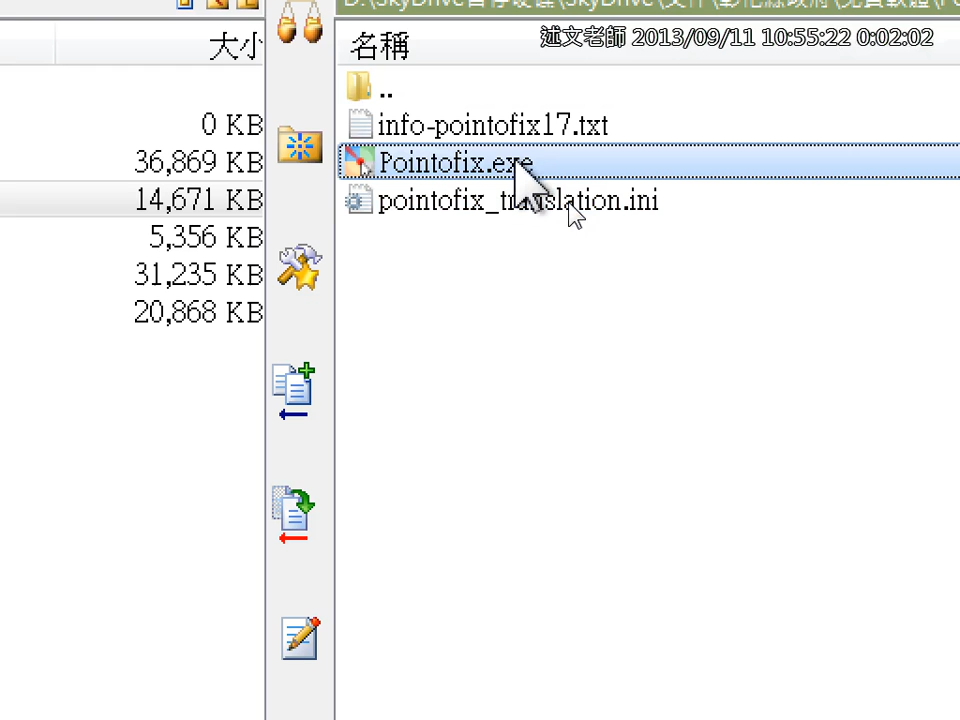 大小
0 KB
36,869 KB
14,671 KB
5,356 KB
31,235 KB
20,868 KB
名稱
述文老師 2013/09/11 10:55:22 0:02:02
..
info-pointofix17.txt
Pointofix.exe
pointofix_translation.ini